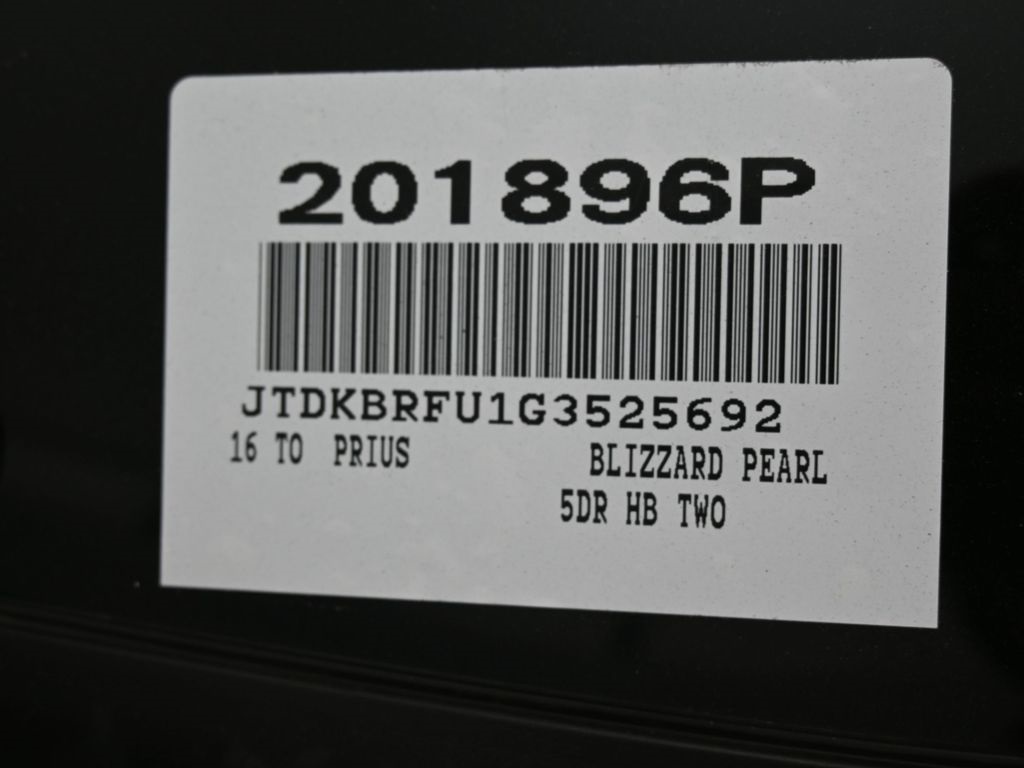 201896P
JTDKBRFU1G3525692
16 TO PRIUS BLIZZARD PEARL
5DR HB TWO